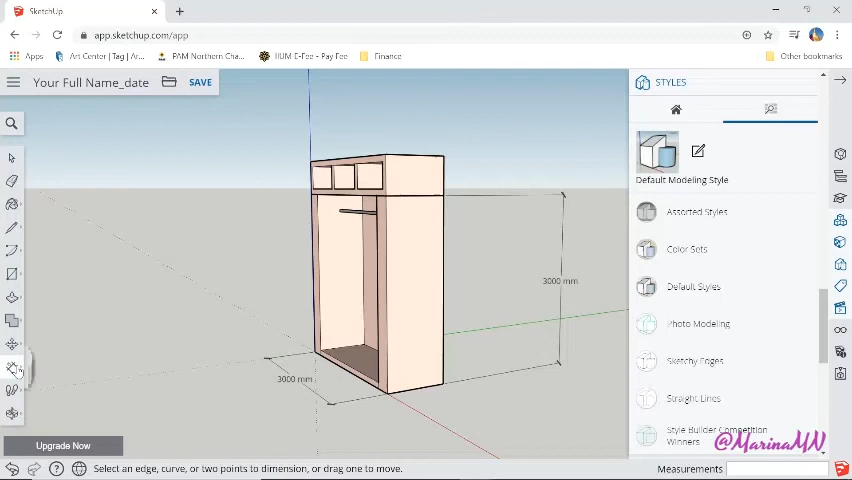 SketchUp
app.sketchup.com/app
Apps
Art Center | Tag | Ar...
PAM Northern Cha...
IIUM E-Fee - Pay Fee
Finance
Other bookmarks
Your Full Name_date
SAVE
STYLES
Default Modeling Style
Assorted Styles
Color Sets
Default Styles
Photo Modeling
Sketchy Edges
Straight Lines
Style Builder Competition
Winners
3000 mm
3000 mm
Upgrade Now
@MarinaMN
Select an edge, curve, or two points to dimension, or drag one to move.
Measurements